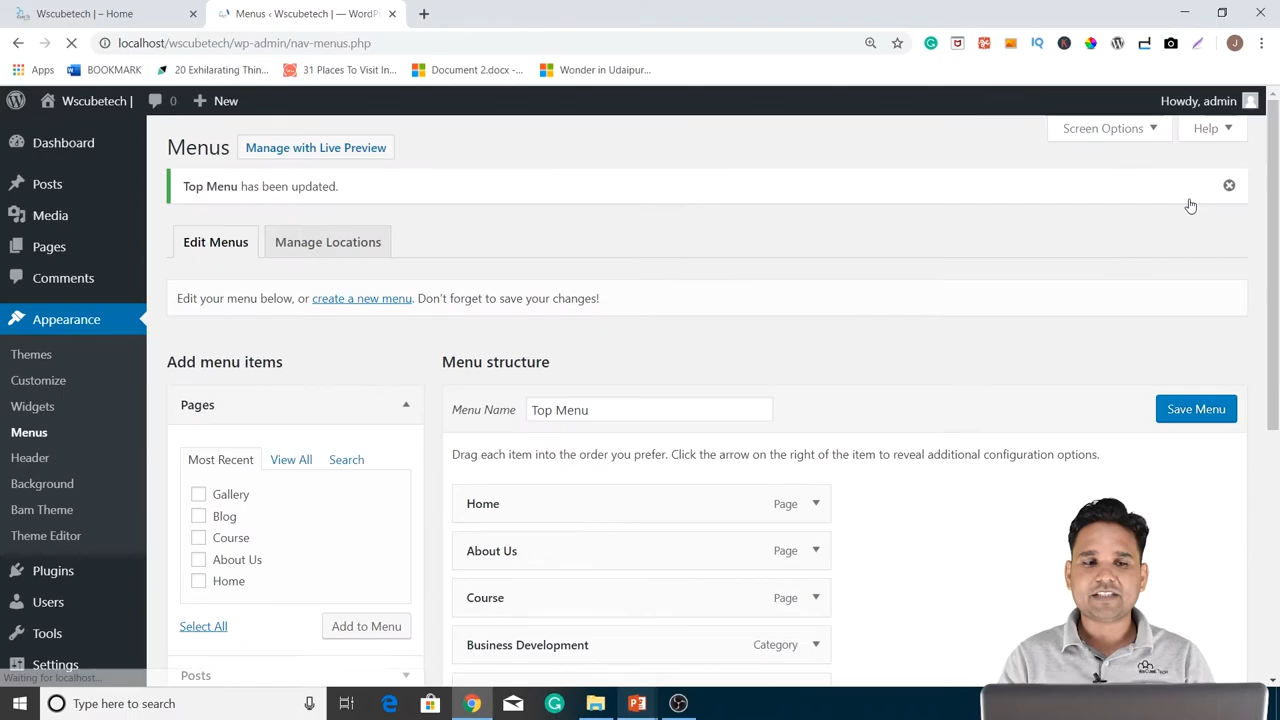 Wscubetech | – Home
Menus ‹ Wscubetech | — WordPr
localhost/wscubetech/wp-admin/nav-menus.php
Apps
BOOKMARK
20 Exhilarating Thin...
31 Places To Visit In...
Document 2.docx -...
Wonder in Udaipur...
Wscubetech |
0
New
Howdy, admin
Screen Options
Help
Dashboard
Posts
Media
Pages
Comments
Appearance
Themes
Customize
Widgets
Menus
Header
Background
Bam Theme
Theme Editor
Plugins
Users
Tools
Settings
Waiting for localhost...
Menus
Manage with Live Preview
Top Menu has been updated.
Edit Menus
Manage Locations
Edit your menu below, or create a new menu. Don’t forget to save your changes!
Add menu items
Pages
Most Recent
View All
Search
Gallery
Blog
Course
About Us
Home
Select All
Add to Menu
Posts
Menu structure
Menu Name
Top Menu
Save Menu
Drag each item into the order you prefer. Click the arrow on the right of the item to reveal additional configuration options.
Home
Page
About Us
Page
Course
Page
Business Development
Category
Type here to search